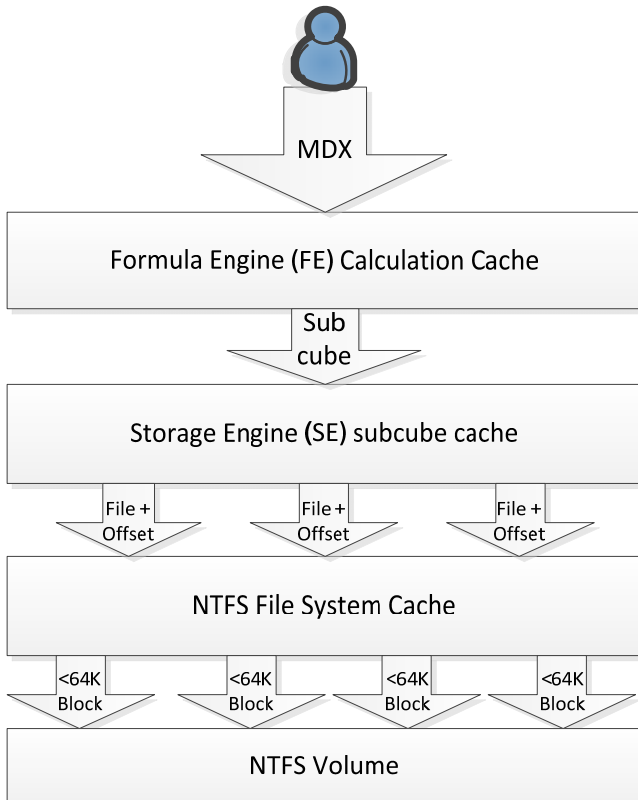 MDX
Formula Engine (FE) Calculation Cache
Sub
cube
Storage Engine (SE) subcube cache
File +
Offset
File +
Offset
File +
Offset
NTFS File System Cache
<64K
Block
<64K
Block
<64K
Block
<64K
Block
NTFS Volume